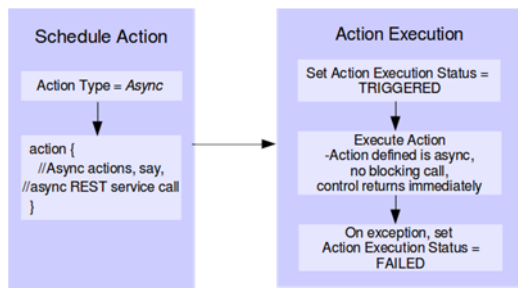 Schedule Action
Action Type = Async
action {
//Async actions, say,
//async REST service call
}
Action Execution
Set Action Execution Status =
TRIGGERED
Execute Action
-Action defined is async,
no blocking call,
control returns immediately
On exception, set
Action Execution Status =
FAILED